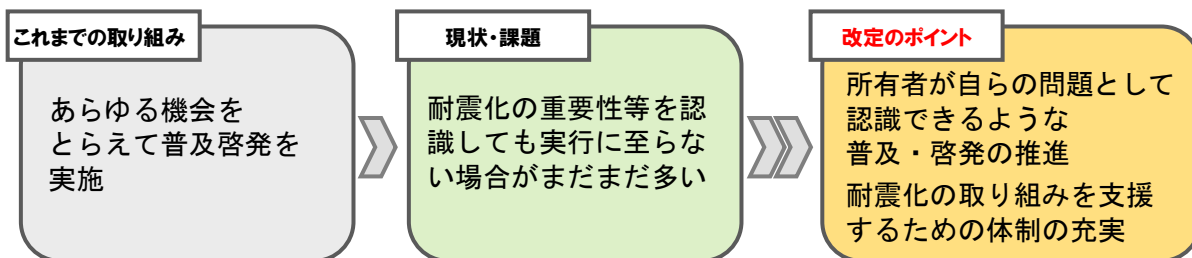 これまでの取り組み
あらゆる機会を
とらえて普及啓発を
実施
現状・課題
耐震化の重要性等を認
識しても実行に至らな
い場合がまだまだ多い
改定のポイント
所有者が自らの問題として
認識できるような
普及・啓発の推進
耐震化の取り組みを支援
するための体制の充実